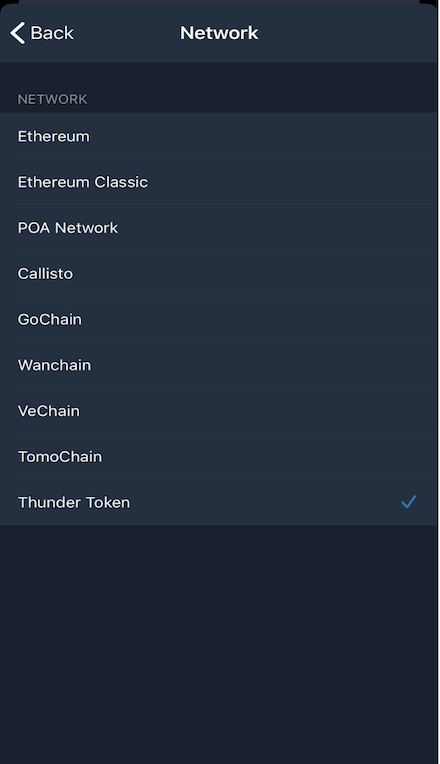 Back
Network
NETWORK
Ethereum
Ethereum Classic
POA Network
Callisto
GoChain
Wanchain
VeChain
TomoChain
Thunder Token